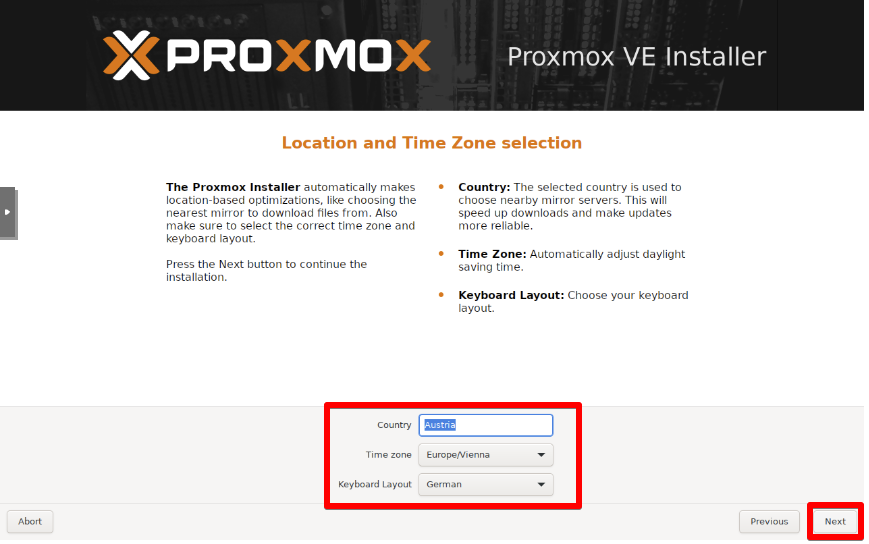 PROXMOX
Proxmox VE Installer
LL
Location and Time Zone selection
The Proxmox Installer automatically makes
location-based optimizations, like choosing the
nearest mirror to download files from. Also
make sure to select the correct time zone and
keyboard layout.
Press the Next button to continue the
installation.
• Country: The selected country is used to
choose nearby mirror servers. This will
speed up downloads and make updates
more reliable.
• Time Zone: Automatically adjust daylight
saving time.
• Keyboard Layout: Choose your keyboard
layout.
Country Austria
Time zone Europe/Vienna
Keyboard Layout German
Abort Previous Next